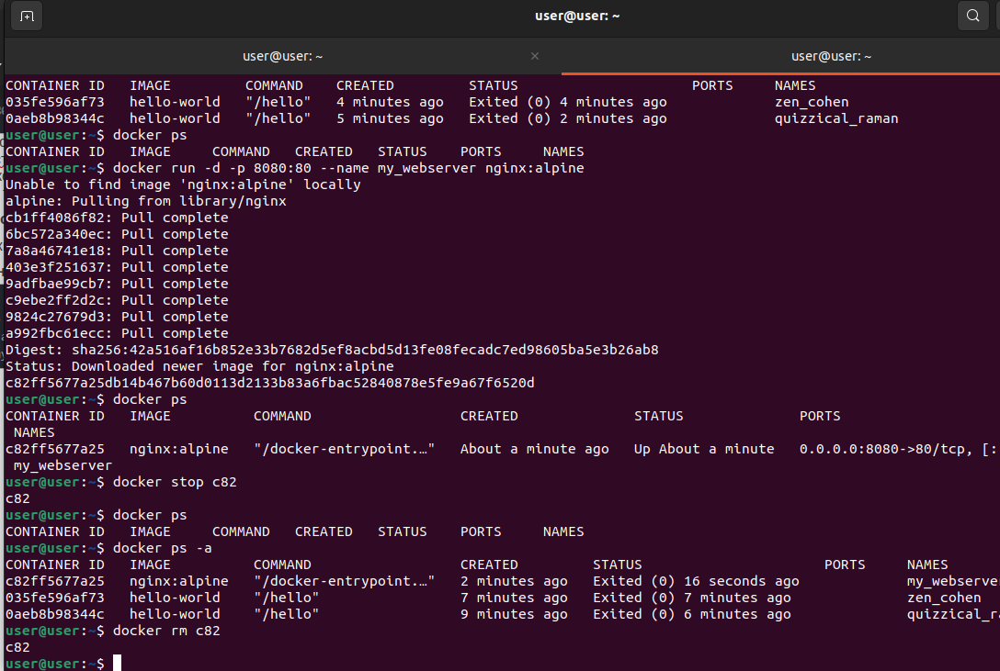 user@user: ~
user@user: ~
user@user: ~
CONTAINER ID   IMAGE         COMMAND    CREATED         STATUS                     PORTS     NAMES
035fe596af73   hello-world   "/hello"   4 minutes ago   Exited (0) 4 minutes ago             zen_cohen
0aeb8b98344c   hello-world   "/hello"   5 minutes ago   Exited (0) 2 minutes ago             quizzical_raman
user@user:~$ docker ps
CONTAINER ID   IMAGE     COMMAND   CREATED   STATUS    PORTS     NAMES
user@user:~$ docker run -d -p 8080:80 --name my_webserver nginx:alpine
Unable to find image 'nginx:alpine' locally
alpine: Pulling from library/nginx
cb1ff4086f82: Pull complete
6bc572a340ec: Pull complete
7a8a46741e18: Pull complete
403e3f251637: Pull complete
9adfbae99cb7: Pull complete
c9ebe2ff2d2c: Pull complete
9824c27679d3: Pull complete
a992fbc61ecc: Pull complete
Digest: sha256:42a516af16b852e33b7682d5ef8acbd5d13fe08fecadc7ed98605ba5e3b26ab8
Status: Downloaded newer image for nginx:alpine
c82ff5677a25db14b467b60d0113d2133b83a6fbac52840878e5fe9a67f6520d
user@user:~$ docker ps
CONTAINER ID   IMAGE          COMMAND                  CREATED              STATUS              PORTS
 NAMES
c82ff5677a25   nginx:alpine   "/docker-entrypoint.…"   About a minute ago   Up About a minute   0.0.0.0:8080->80/tcp, [:
 my_webserver
user@user:~$ docker stop c82
c82
user@user:~$ docker ps
CONTAINER ID   IMAGE     COMMAND   CREATED   STATUS    PORTS     NAMES
user@user:~$ docker ps -a
CONTAINER ID   IMAGE          COMMAND                  CREATED         STATUS                      PORTS     NAMES
c82ff5677a25   nginx:alpine   "/docker-entrypoint.…"   2 minutes ago   Exited (0) 16 seconds ago             my_webserve
035fe596af73   hello-world    "/hello"                 7 minutes ago   Exited (0) 7 minutes ago              zen_cohen
0aeb8b98344c   hello-world    "/hello"                 9 minutes ago   Exited (0) 6 minutes ago              quizzical_ra
user@user:~$ docker rm c82
c82
user@user:~$